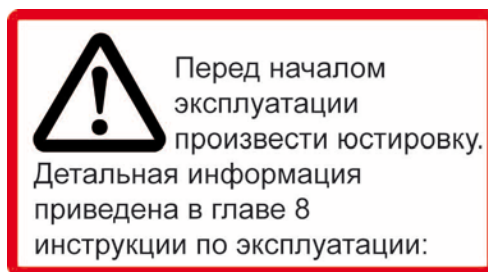 Перед началом
эксплуатации
произвести юстировку.
Детальная информация
приведена в главе 8
инструкции по эксплуатации: